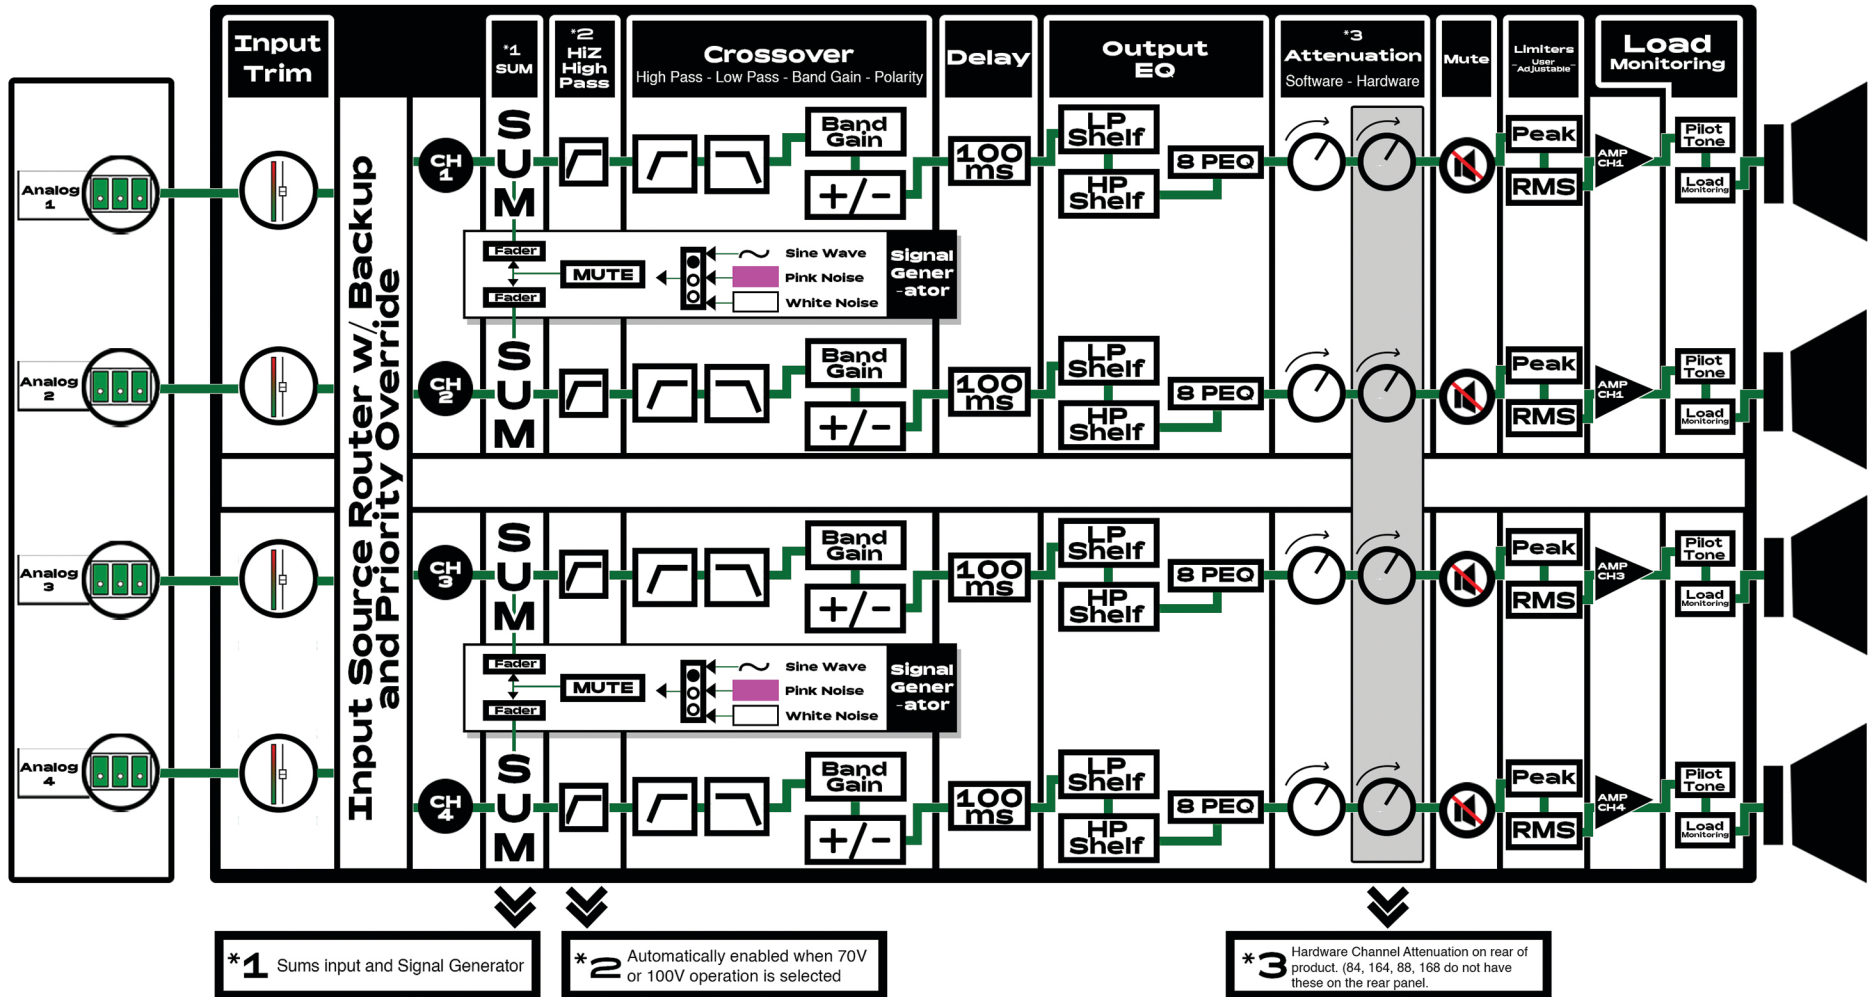 Input
Trim
*1
SUM
*2
HiZ
High
Pass
Crossover
High Pass - Low Pass - Band Gain - Polarity
Delay
Output
EQ
*3
Attenuation
Software - Hardware
Mute
Limiters
User
-Adjustable-
Load
Monitoring
Input Source Router w/ Backup
and Priority Override
Analog
1
CH
1
SUM
Band
Gain
+/-
100
ms
LP
Shelf
HP
Shelf
8 PEQ
Peak
RMS
AMP
CH1
Pilot
Tone
Load
Monitoring
Fader
Fader
MUTE
Sine Wave
Pink Noise
White Noise
Signal
Gener
-ator
Analog
2
CH
2
SUM
Band
Gain
+/-
100
ms
LP
Shelf
HP
Shelf
8 PEQ
Peak
RMS
AMP
CH1
Pilot
Tone
Load
Monitoring
Analog
3
CH
3
SUM
Band
Gain
+/-
100
ms
LP
Shelf
HP
Shelf
8 PEQ
Peak
RMS
AMP
CH3
Pilot
Tone
Load
Monitoring
Fader
Fader
MUTE
Sine Wave
Pink Noise
White Noise
Signal
Gener
-ator
Analog
4
CH
4
SUM
Band
Gain
+/-
100
ms
LP
Shelf
HP
Shelf
8 PEQ
Peak
RMS
AMP
CH4
Pilot
Tone
Load
Monitoring
*1 Sums input and Signal Generator
*2 Automatically enabled when 70V
or 100V operation is selected
*3 Hardware Channel Attenuation on rear of
product. (84, 164, 88, 168 do not have
these on the rear panel.